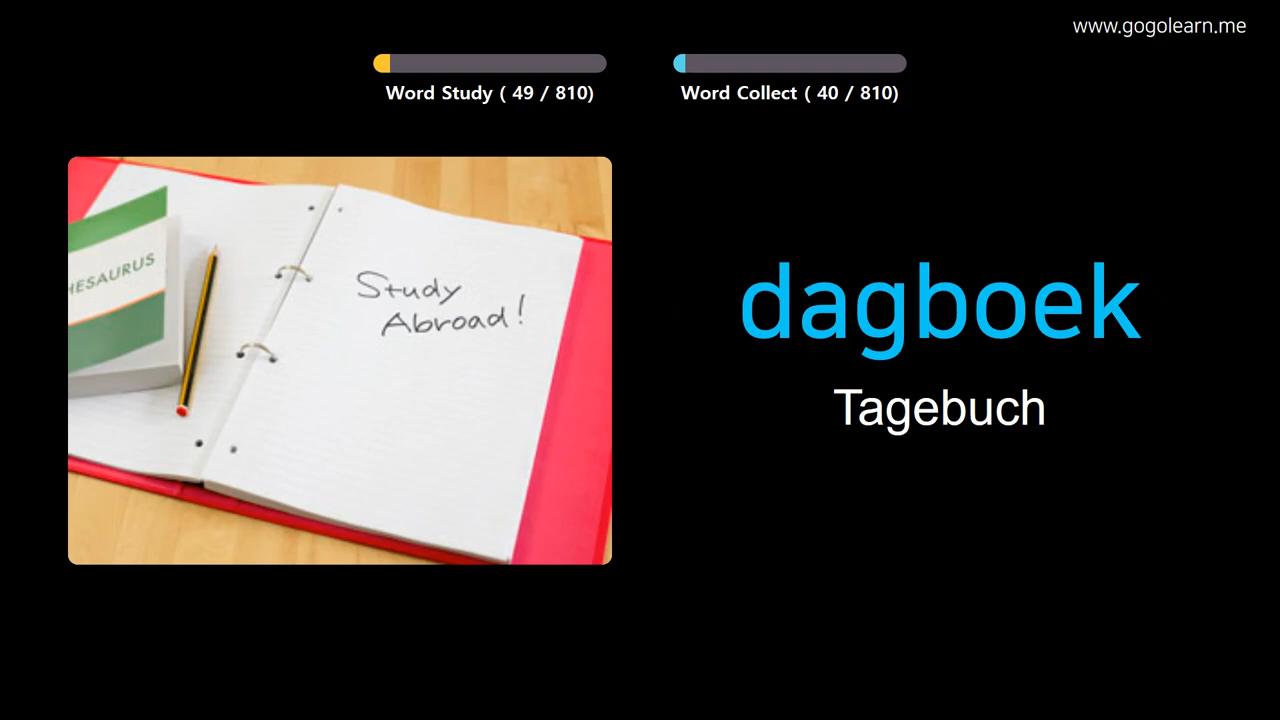 www.gogolearn.me
Word Study ( 49 / 810)
Word Collect ( 40 / 810)
HESAURUS
Study
Abroad!
dagboek
Tagebuch